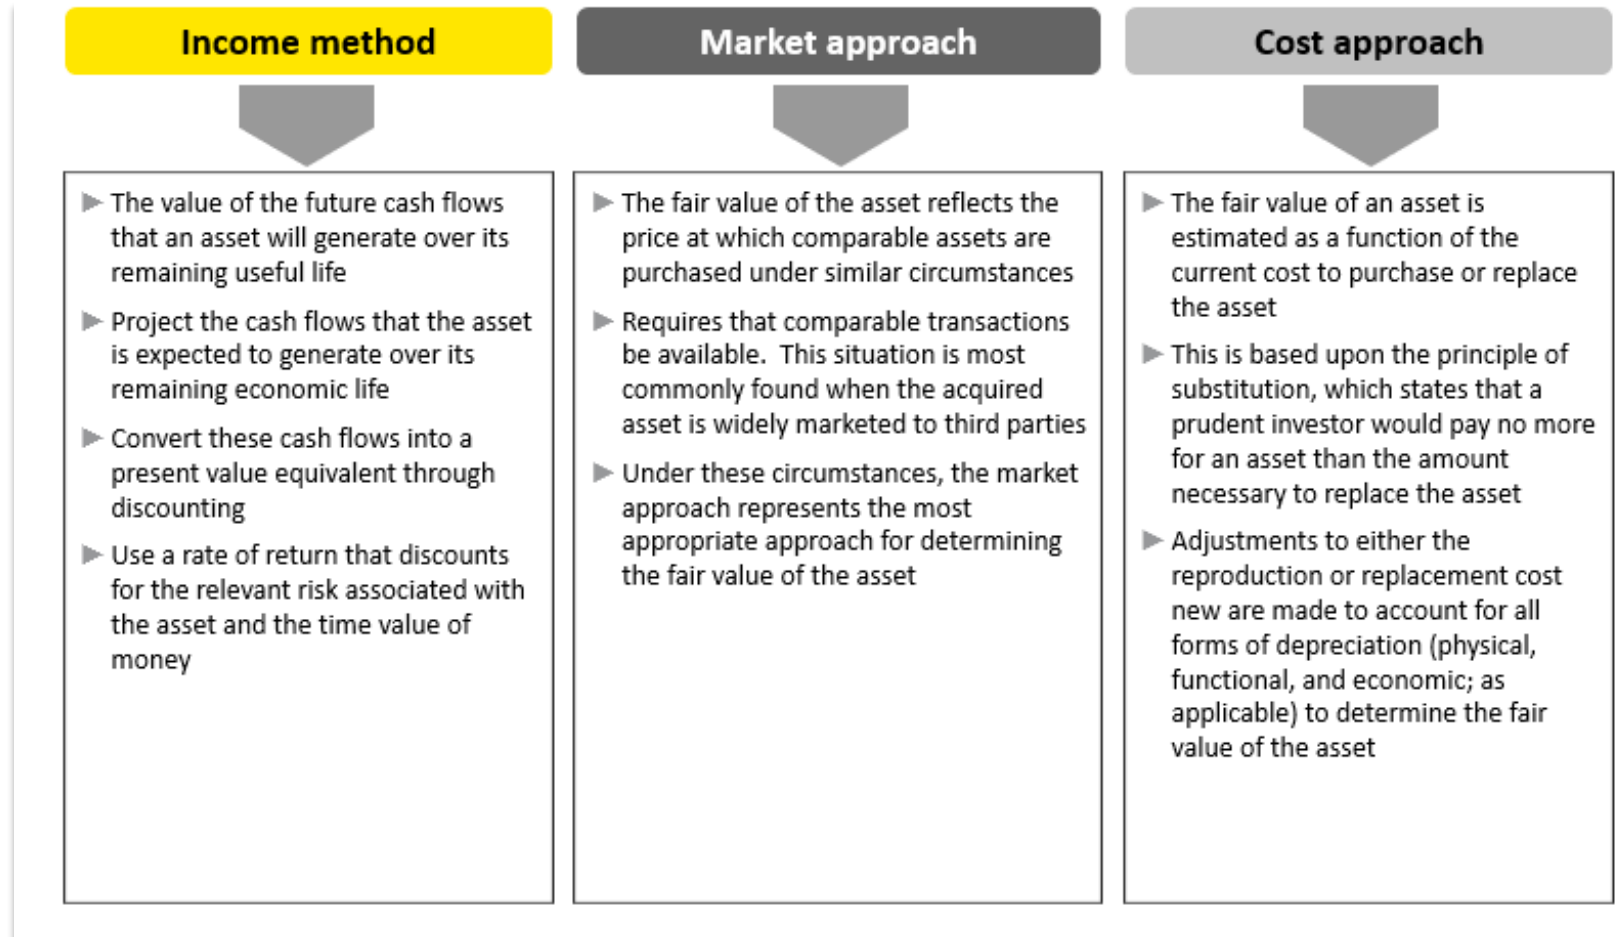 Income method
The value of the future cash flows
that an asset will generate over its
remaining useful life
Project the cash flows that the asset
is expected to generate over its
remaining economic life
Convert these cash flows into a
present value equivalent through
discounting
Use a rate of return that discounts
for the relevant risk associated with
the asset and the time value of
money
Market approach
The fair value of the asset reflects the
price at which comparable assets are
purchased under similar circumstances
Requires that comparable transactions
be available.  This situation is most
commonly found when the acquired
asset is widely marketed to third parties
Under these circumstances, the market
approach represents the most
appropriate approach for determining
the fair value of the asset
Cost approach
The fair value of an asset is
estimated as a function of the
current cost to purchase or replace
the asset
This is based upon the principle of
substitution, which states that a
prudent investor would pay no more
for an asset than the amount
necessary to replace the asset
Adjustments to either the
reproduction or replacement cost
new are made to account for all
forms of depreciation (physical,
functional, and economic; as
applicable) to determine the fair
value of the asset